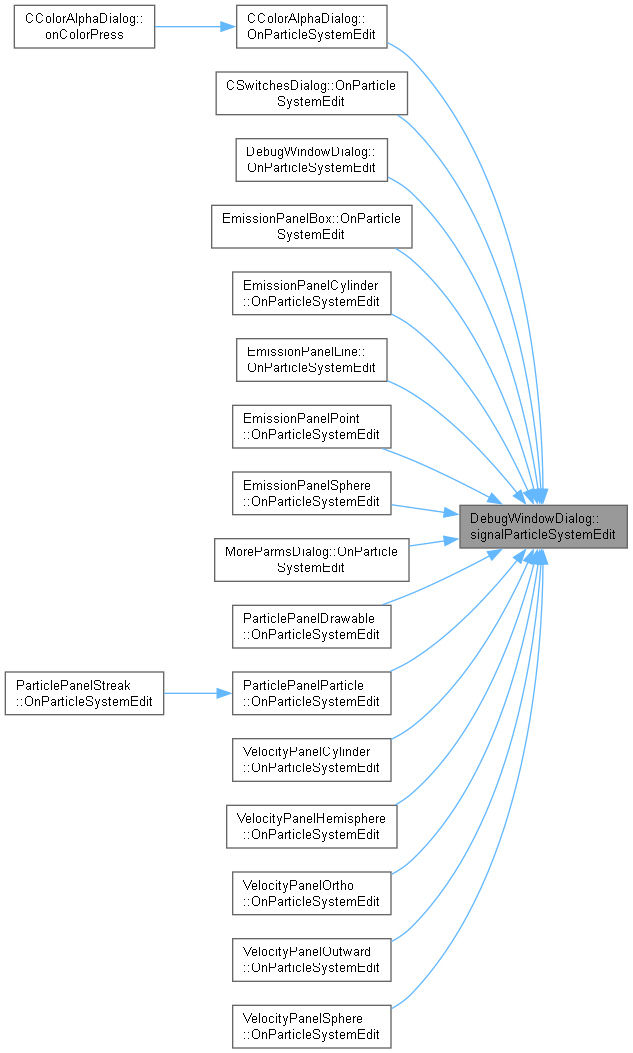 CColorAlphaDialog::
onColorPress
CColorAlphaDialog::
OnParticleSystemEdit
CSwitchesDialog::OnParticle
SystemEdit
DebugWindowDialog::
OnParticleSystemEdit
EmissionPanelBox::OnParticle
SystemEdit
EmissionPanelCylinder
::OnParticleSystemEdit
EmissionPanelLine::
OnParticleSystemEdit
EmissionPanelPoint
::OnParticleSystemEdit
EmissionPanelSphere
::OnParticleSystemEdit
DebugWindowDialog::
signalParticleSystemEdit
MoreParmsDialog::OnParticle
SystemEdit
ParticlePanelDrawable
::OnParticleSystemEdit
ParticlePanelStreak
::OnParticleSystemEdit
ParticlePanelParticle
::OnParticleSystemEdit
VelocityPanelCylinder
::OnParticleSystemEdit
VelocityPanelHemisphere
::OnParticleSystemEdit
VelocityPanelOrtho
::OnParticleSystemEdit
VelocityPanelOutward
::OnParticleSystemEdit
VelocityPanelSphere
::OnParticleSystemEdit